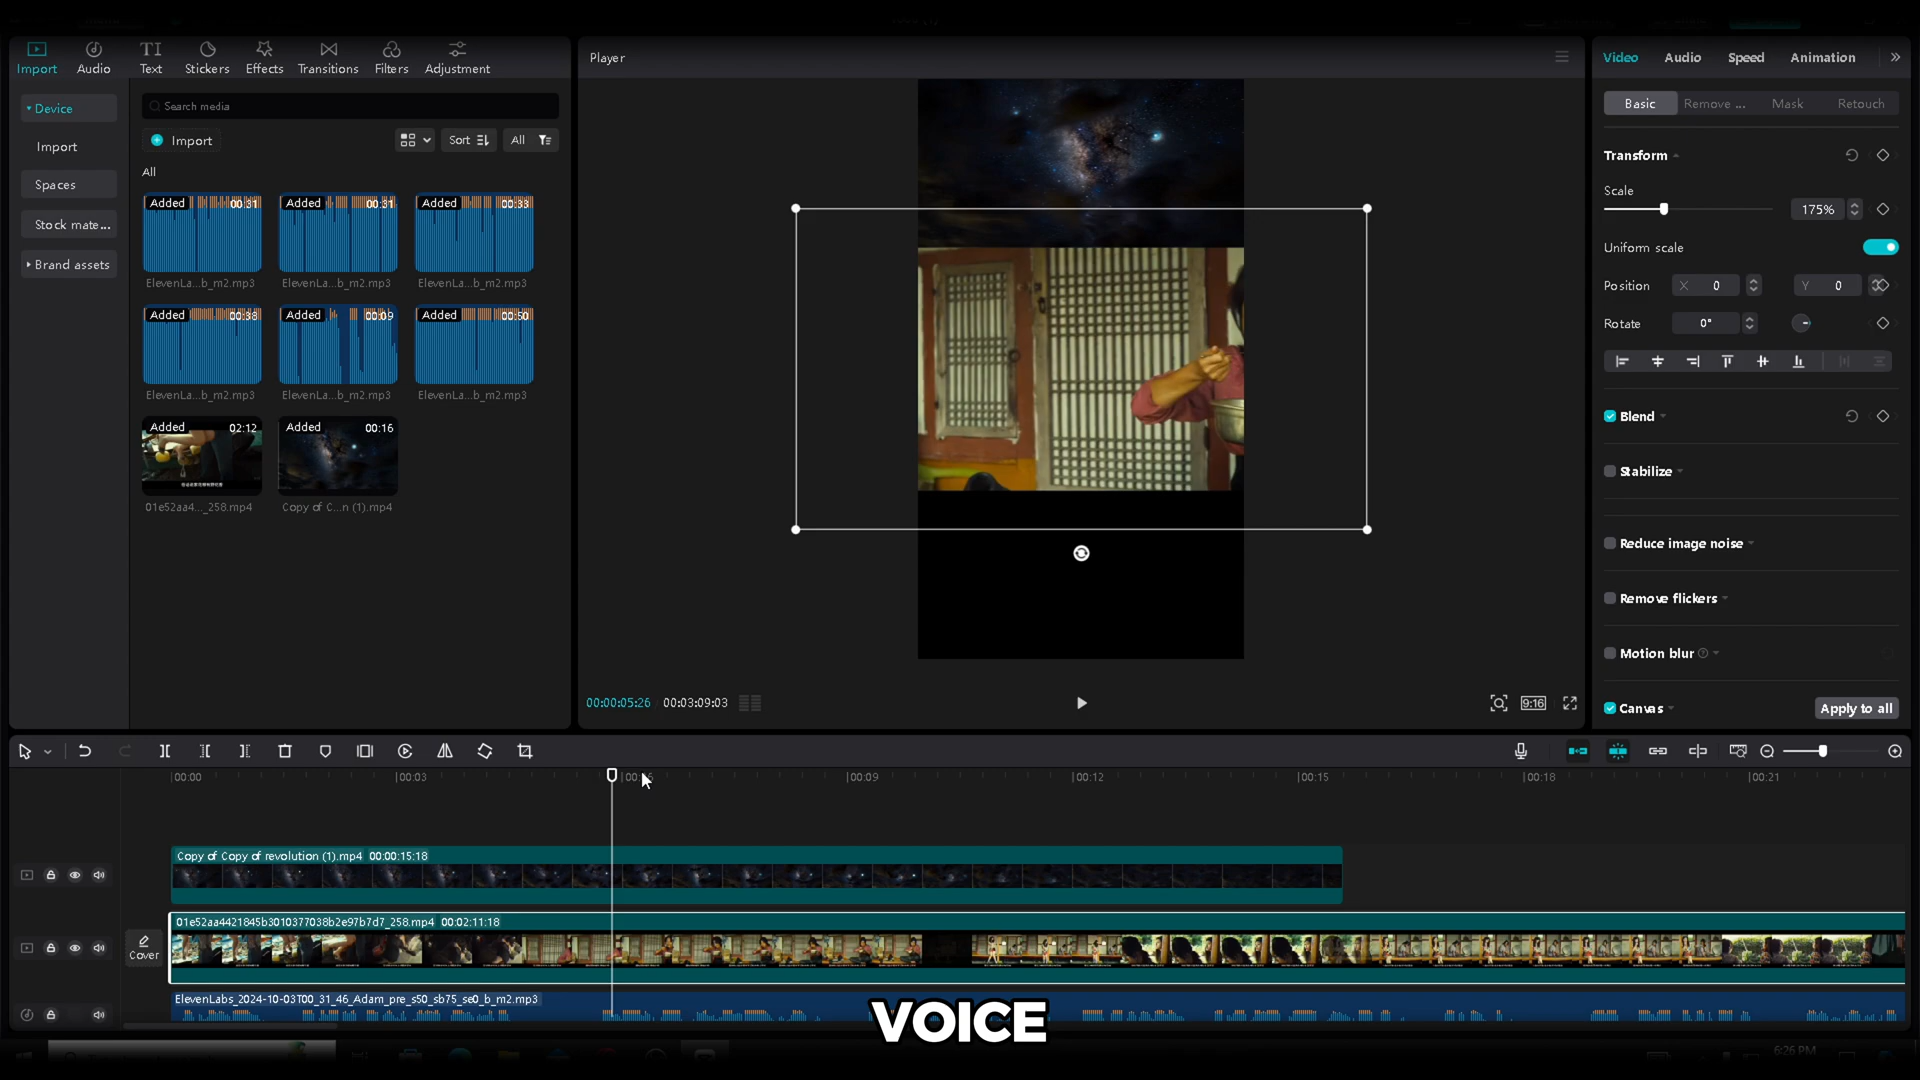 Import
Audio
Text
Stickers
Effects
Transitions
Filters
Adjustment
Player
Video
Audio
Speed
Animation
Device
Import
Spaces
Stock mate...
Brand assets
Search media
Import
Sort
All
All
Added 00:31
Added 00:31
Added 00:33
ElevenLa...b_m2.mp3
ElevenLa...b_m2.mp3
ElevenLa...b_m2.mp3
Added 00:38
Added 00:09
Added 00:50
ElevenLa...b_m2.mp3
ElevenLa...b_m2.mp3
ElevenLa...b_m2.mp3
Added 02:12
Added 00:16
01e52aa4..._258.mp4
Copy of C...n (1).mp4
Basic
Remove ...
Mask
Retouch
Transform
Scale
175%
Uniform scale
Position X 0 Y 0
Rotate 0°
Blend
Stabilize
Reduce image noise
Remove flickers
Motion blur
Canvas
Apply to all
00:00:05:26 00:03:09:03
9:16
00:00
00:03
00:09
00:12
00:15
00:18
00:21
Copy of Copy of revolution (1).mp4 00:00:15:18
01e52aa4421845b3010377038b2e97b7d7_258.mp4 00:02:11:18
Cover
ElevenLabs_2024-10-03T00_31_46_Adam_pre_s50_sb75_se0_b_m2.mp3
VOICE
6:26 PM